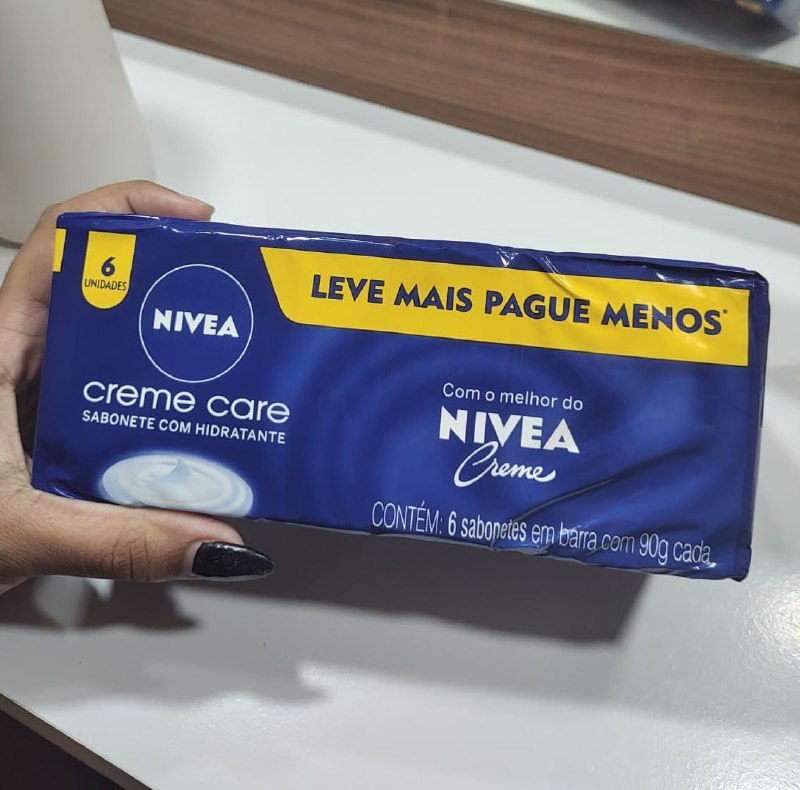 6
UNIDADES
NIVEA
LEVE MAIS PAGUE MENOS*
creme care
SABONETE COM HIDRATANTE
Com o melhor do
NIVEA
Creme
CONTÉM: 6 sabonetes em barra com 90g cada